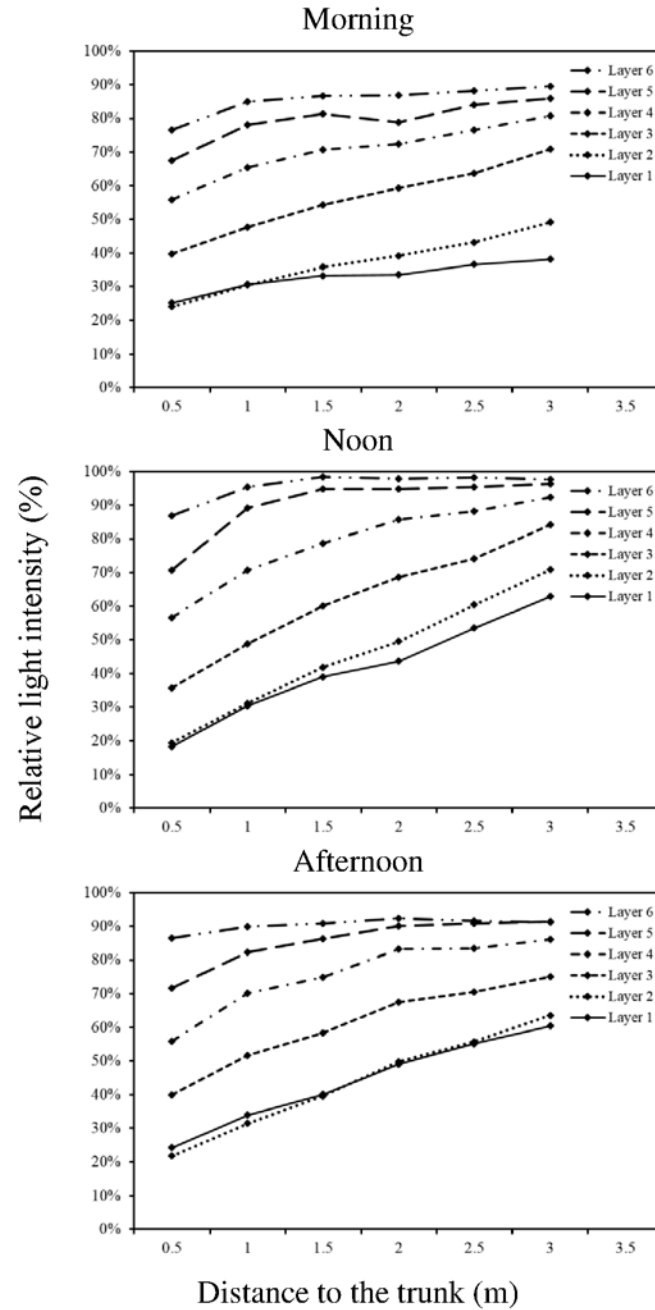 Morning
100%
90%
80%
70%
60%
50%
40%
30%
20%
10%
0%
0.5 1 1.5 2 2.5 3 3.5
Layer 6
Layer 5
Layer 4
Layer 3
Layer 2
Layer 1
Noon
100%
90%
80%
70%
60%
50%
40%
30%
20%
10%
0%
0.5 1 1.5 2 2.5 3 3.5
Layer 6
Layer 5
Layer 4
Layer 3
Layer 2
Layer 1
Relative light intensity (%)
Afternoon
100%
90%
80%
70%
60%
50%
40%
30%
20%
10%
0%
0.5 1 1.5 2 2.5 3 3.5
Layer 6
Layer 5
Layer 4
Layer 3
Layer 2
Layer 1
Distance to the trunk (m)